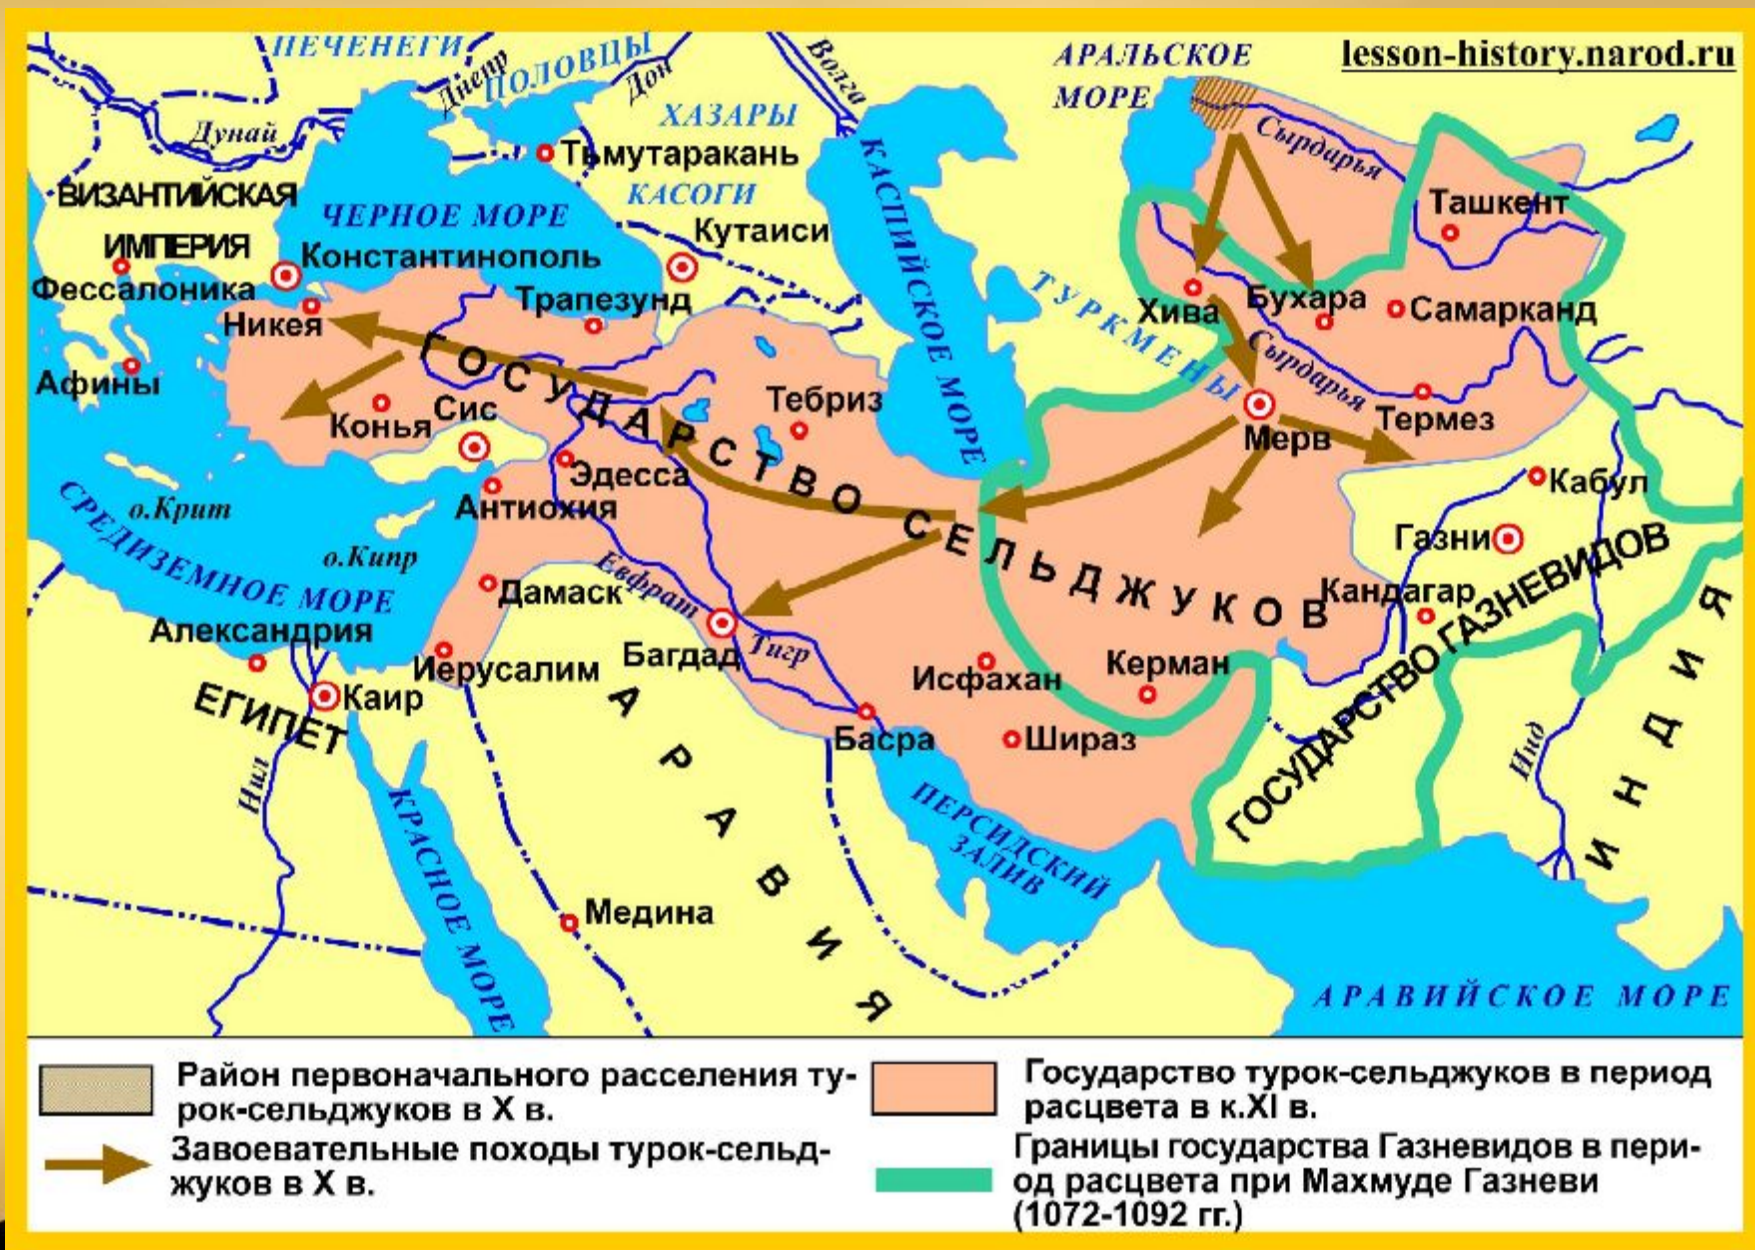 lesson-history.narod.ru
ПЕЧЕНЕГИ
Днепр
ПОЛОВЦЫ
Дон
Волга
АРАЛЬСКОЕ
МОРЕ
ХАЗАРЫ
Дунай
Тьмутаракань
Сырдарья
КАСОГИ
ВИЗАНТИЙСКАЯ
ИМПЕРИЯ
ЧЕРНОЕ МОРЕ
Кутаиси
КАСПИЙСКОЕ МОРЕ
Ташкент
Константинополь
Фессалоника
Никея
Трапезунд
ТУРКМЕНЫ
Хива
Бухара
Самарканд
Сырдарья
Афины
Конья
Сис
Тебриз
Мерв
Термез
ГОСУДАРСТВО СЕЛЬДЖУКОВ
Эдесса
Антиохия
Кабул
Газни
СРЕДИЗЕМНОЕ МОРЕ
о.Крит
о.Кипр
Евфрат
Дамаск
Кандагар
ГОСУДАРСТВО ГАЗНЕВИДОВ
ИНДИЯ
Александрия
Иерусалим
Багдад
Тигр
Исфахан
Керман
ЕГИПЕТ
Каир
АРАВИЯ
Басра
Шираз
Инд
Нил
КРАСНОЕ МОРЕ
ПЕРСИДСКИЙ
ЗАЛИВ
Медина
АРАВИЙСКОЕ МОРЕ
Район первоначального расселения ту-
рок-сельджуков в X в.
Завоевательные походы турок-сельд-
жуков в X в.
Государство турок-сельджуков в период
расцвета в к.XI в.
Границы государства Газневидов в пери-
од расцвета при Махмуде Газневи
(1072-1092 гг.)